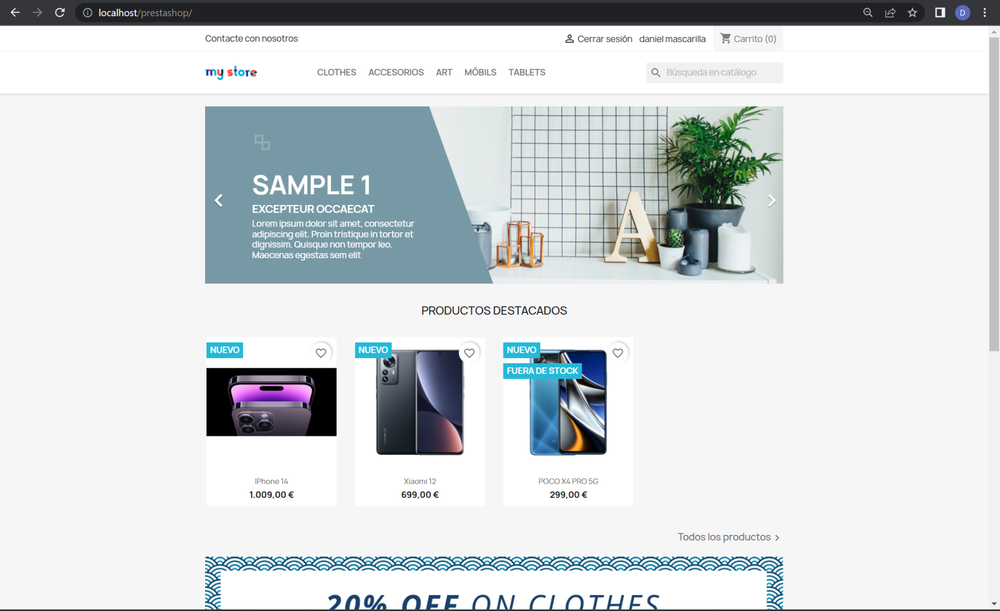 localhost/prestashop/
D
Contacte con nosotros
Cerrar sesión
daniel mascarilla
Carrito (0)
my store
CLOTHES
ACCESORIOS
ART
MÒBILS
TABLETS
Búsqueda en catálogo
SAMPLE 1
EXCEPTEUR OCCAECAT
Lorem ipsum dolor sit amet, consectetur
adipiscing elit. Proin tristique in tortor et
dignissim. Quisque non tempor leo.
Maecenas egestas sem elit
A
PRODUCTOS DESTACADOS
NUEVO
IPhone 14
1.009,00 €
NUEVO
Xiaomi 12
699,00 €
NUEVO
FUERA DE STOCK
POCO X4 PRO 5G
299,00 €
Todos los productos
20% OFF ON CLOTHES